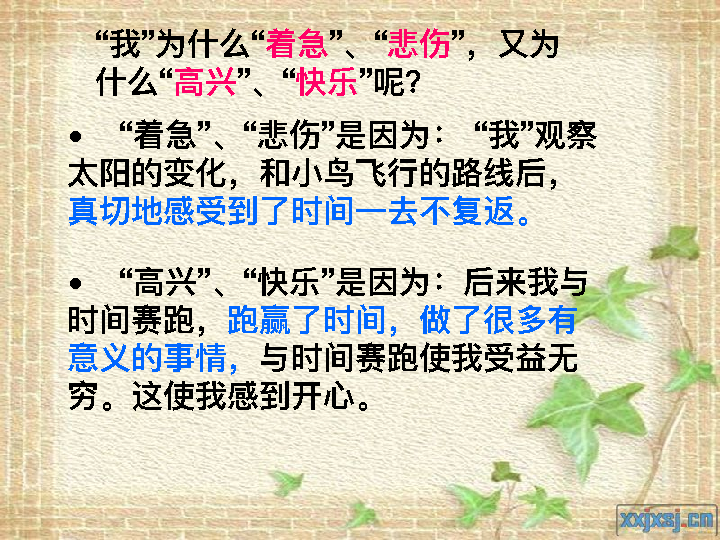 “我”为什么“着急”、“悲伤”，又为
什么“高兴”、“快乐”呢？
• “着急”、“悲伤”是因为： “我”观察
太阳的变化，和小鸟飞行的路线后，
真切地感受到了时间一去不复返。
• “高兴”、“快乐”是因为：后来我与
时间赛跑，跑赢了时间，做了很多有
意义的事情，与时间赛跑使我受益无
穷。这使我感到开心。
xxjxsj.cn